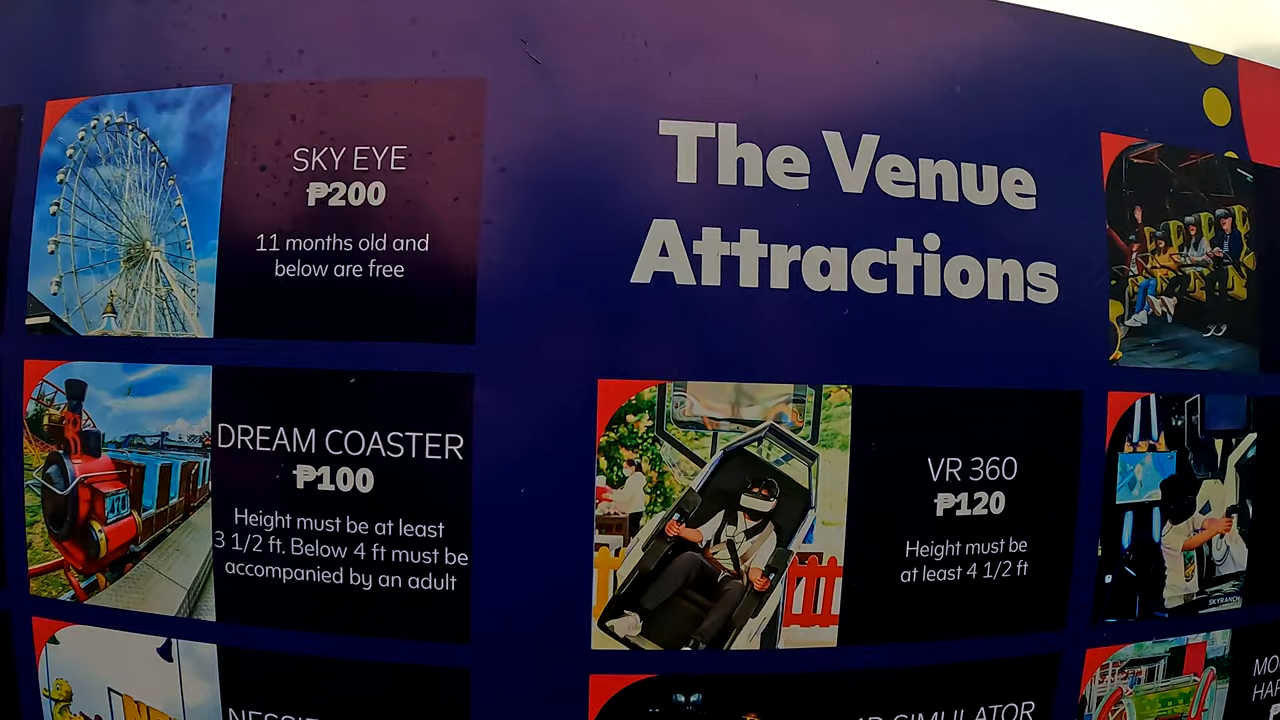 The Venue
Attractions
SKY EYE
₱200
11 months old and
below are free
DREAM COASTER
₱100
Height must be at least
3 1/2 ft. Below 4 ft must be
accompanied by an adult
VR 360
₱120
Height must be
at least 4 1/2 ft
SIMULATOR
SKYRANCH